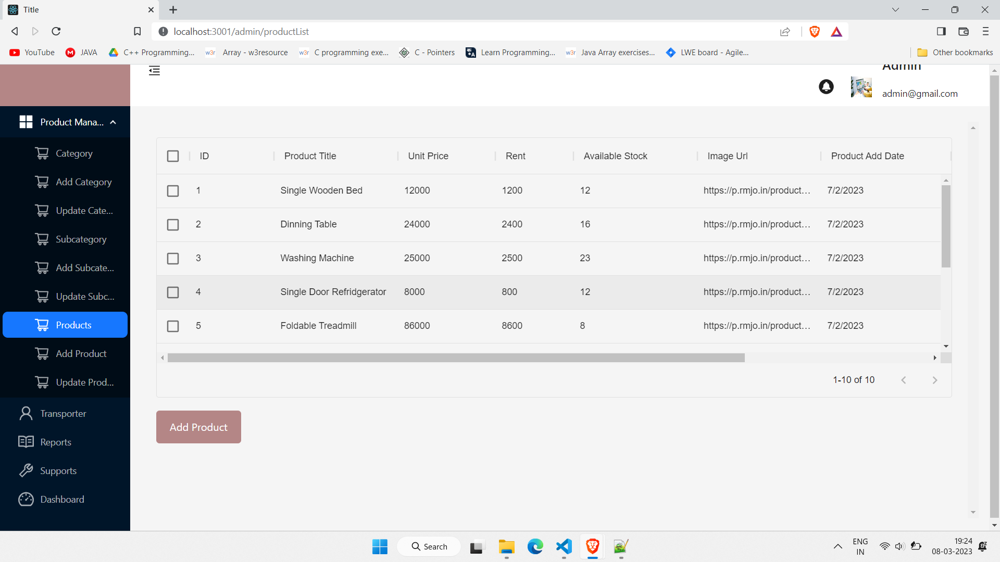 Title
localhost:3001/admin/productList
YouTube
JAVA
C++ Programming...
w3r Array - w3resource
w3r C programming exe...
C - Pointers
Learn Programming...
w3r Java Array exercises...
LWE board - Agile...
Other bookmarks
Admin
admin@gmail.com
Product Mana...
Category
Add Category
Update Cate...
Subcategory
Add Subcate...
Update Subc...
Products
Add Product
Update Prod...
Transporter
Reports
Supports
Dashboard
ID Product Title Unit Price Rent Available Stock Image Url Product Add Date
1 Single Wooden Bed 12000 1200 12 https://p.rmjo.in/product... 7/2/2023
2 Dinning Table 24000 2400 16 https://p.rmjo.in/product... 7/2/2023
3 Washing Machine 25000 2500 23 https://p.rmjo.in/product... 7/2/2023
4 Single Door Refridgerator 8000 800 12 https://p.rmjo.in/product... 7/2/2023
5 Foldable Treadmill 86000 8600 8 https://p.rmjo.in/product... 7/2/2023
1-10 of 10
Add Product
Search
ENG
IN
19:24
08-03-2023